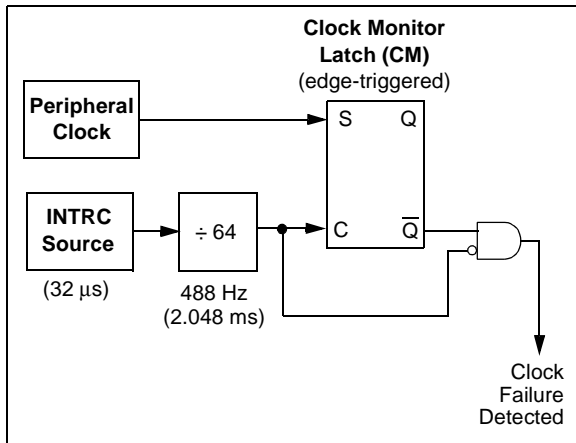 Clock Monitor
Latch (CM)
(edge-triggered)
Peripheral
Clock
S
Q
INTRC
Source
÷ 64
C
Q̅
(32 μs)
488 Hz
(2.048 ms)
Clock
Failure
Detected